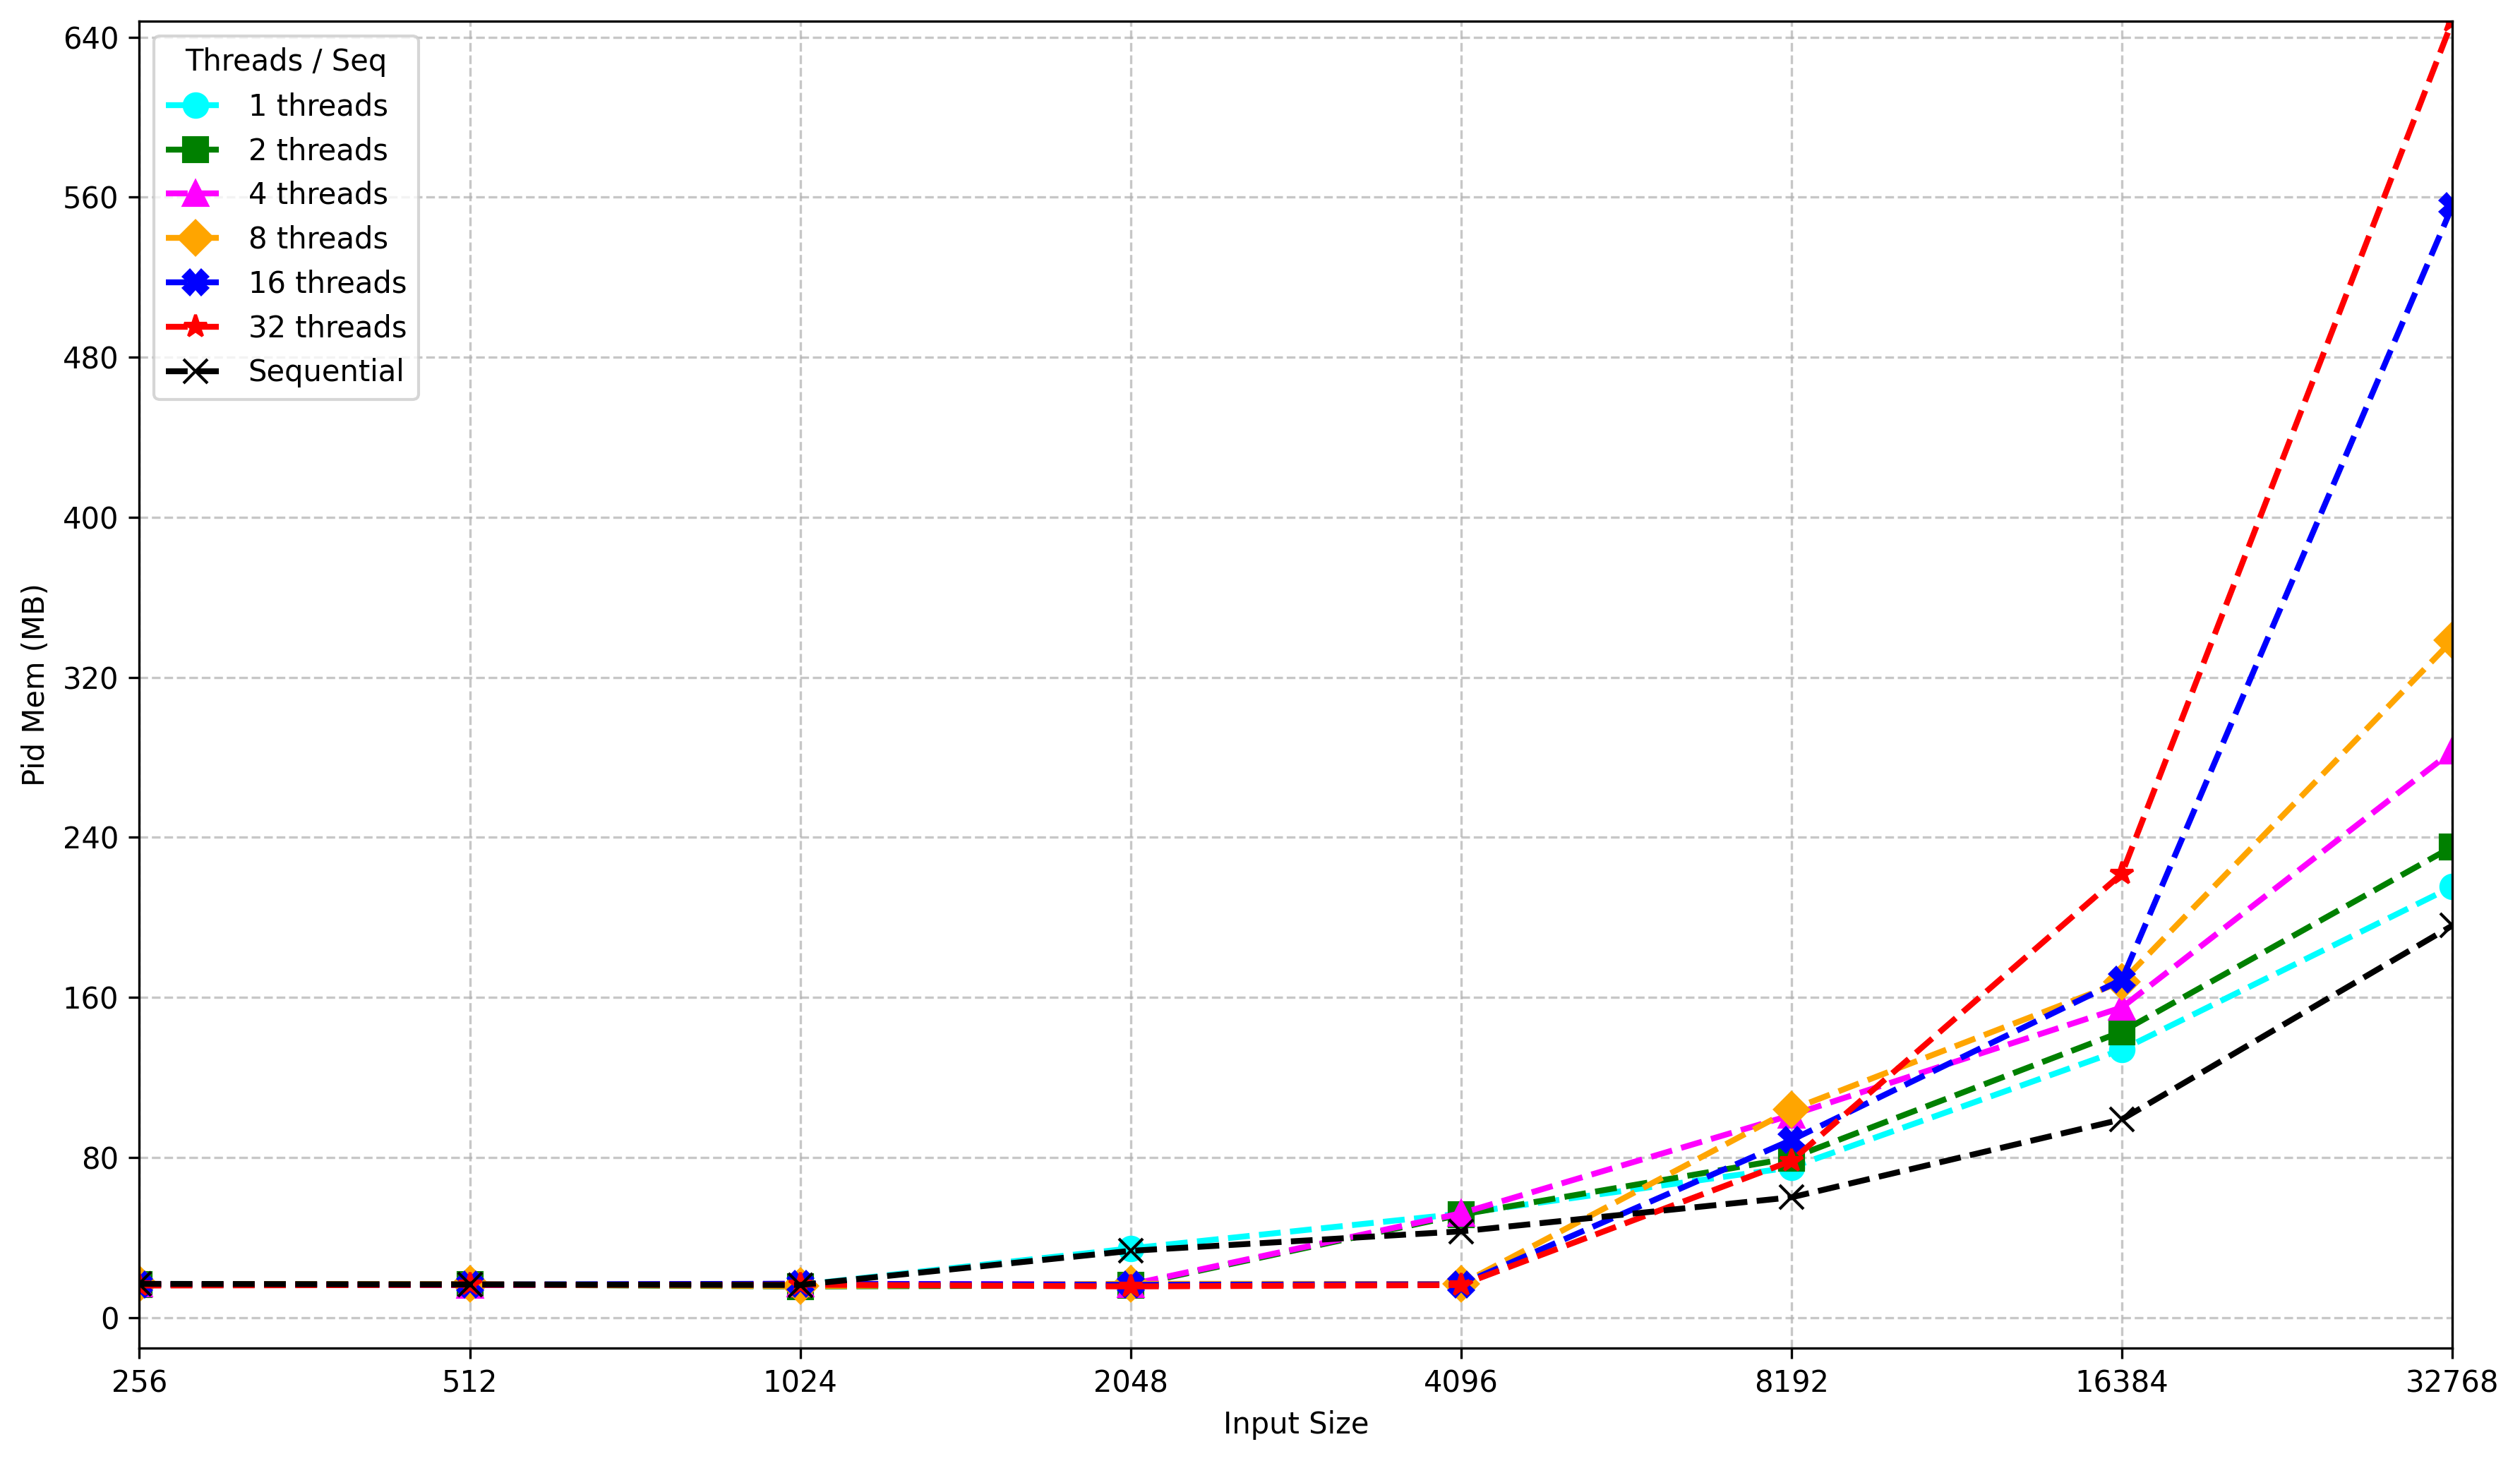 Threads / Seq
1 threads
2 threads
4 threads
8 threads
16 threads
32 threads
Sequential
640
560
480
400
320
240
160
80
0
Pid Mem (MB)
256 512 1024 2048 4096 8192 16384 32768
Input Size